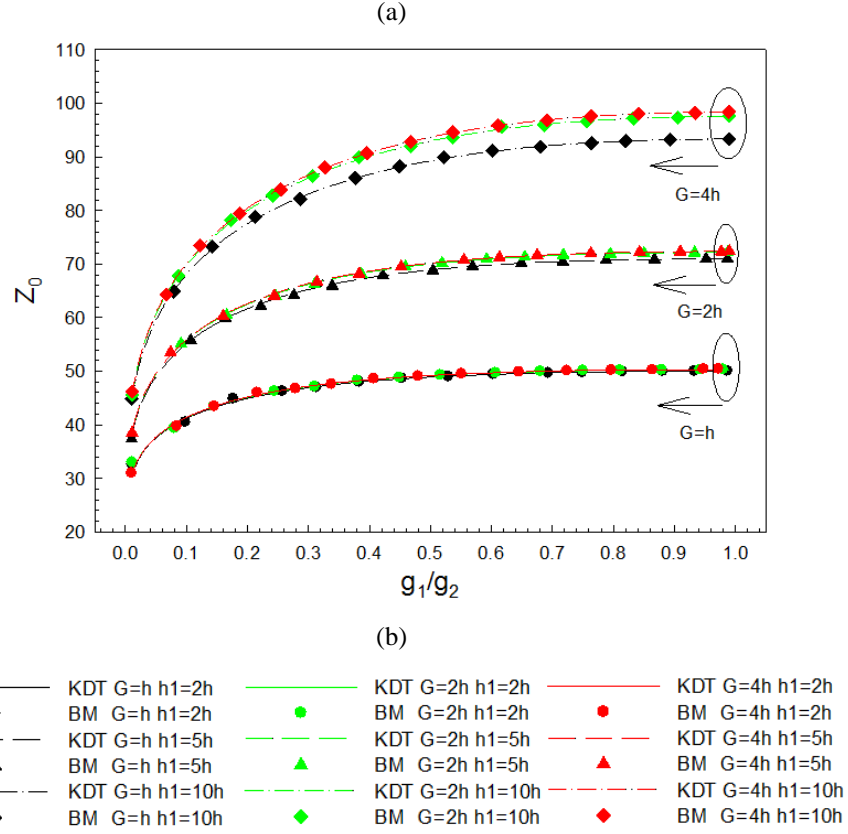 (a)
110
100
90
80
70
60
50
40
30
20
Z0
G=4h
G=2h
G=h
0.0 0.1 0.2 0.3 0.4 0.5 0.6 0.7 0.8 0.9 1.0
g1/g2
(b)
KDT G=h h1=2h KDT G=2h h1=2h KDT G=4h h1=2h
BM G=h h1=2h BM G=2h h1=2h BM G=4h h1=2h
KDT G=h h1=5h KDT G=2h h1=5h KDT G=4h h1=5h
BM G=h h1=5h BM G=2h h1=5h BM G=4h h1=5h
KDT G=h h1=10h KDT G=2h h1=10h KDT G=4h h1=10h
BM G=h h1=10h BM G=2h h1=10h BM G=4h h1=10h